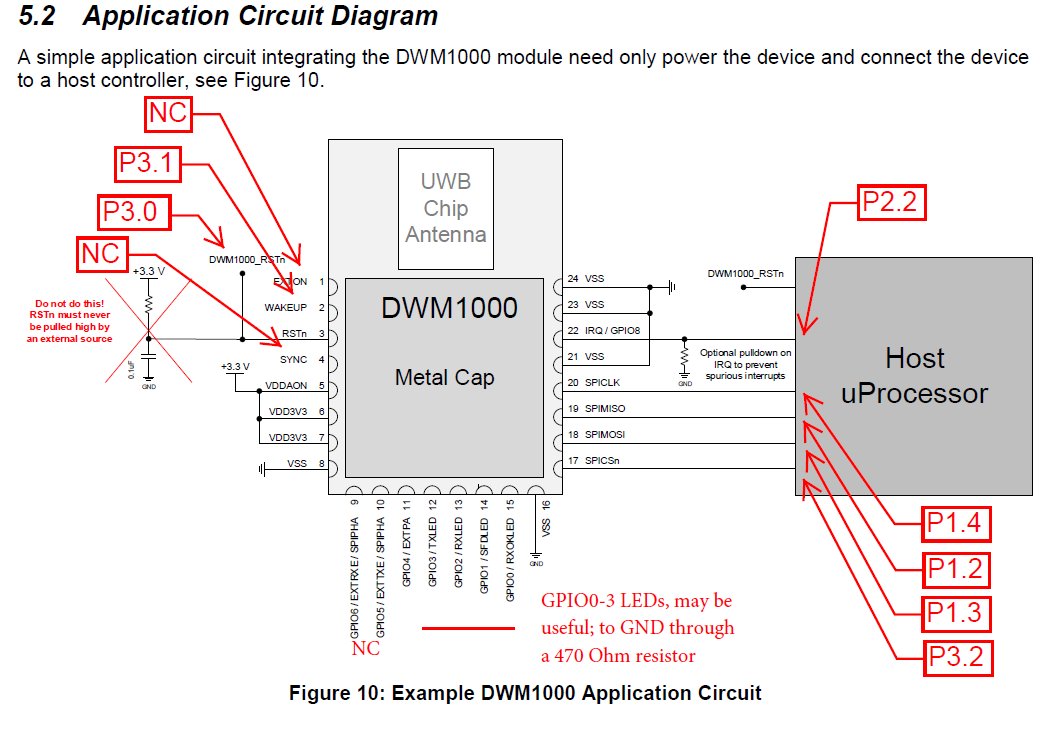 5.2 Application Circuit Diagram
A simple application circuit integrating the DWM1000 module need only power the device and connect the device
to a host controller, see Figure 10.
NC
P3.1
P3.0
NC
UWB
Chip
Antenna
P2.2
DWM1000_RSTn
+3.3 V
Do not do this!
RSTn must never
be pulled high by
an external source
0.1uF
GND
EXTON 1
WAKEUP 2
RSTn 3
SYNC 4
+3.3 V
VDDAON 5
VDD3V3 6
VDD3V3 7
VSS 8
DWM1000
Metal Cap
24 VSS
23 VSS
22 IRQ / GPIO8
21 VSS
20 SPICLK
19 SPIMISO
18 SPIMOSI
17 SPICSn
DWM1000_RSTn
Optional pulldown on
IRQ to prevent
spurious interrupts
GND
Host
uProcessor
GPIO6 / EXTRXE / SPIPHA 9
GPIO5 / EXTTXE / SPIPHA 10
GPIO4 / EXTPA 11
GPIO3 / TXLED 12
GPIO2 / RXLED 13
GPIO1 / SFDLED 14
GPIO0 / RXOKLED 15
VSS 16
GND
P1.4
P1.2
P1.3
P3.2
NC
GPIO0-3 LEDs, may be
useful; to GND through
a 470 Ohm resistor
Figure 10: Example DWM1000 Application Circuit